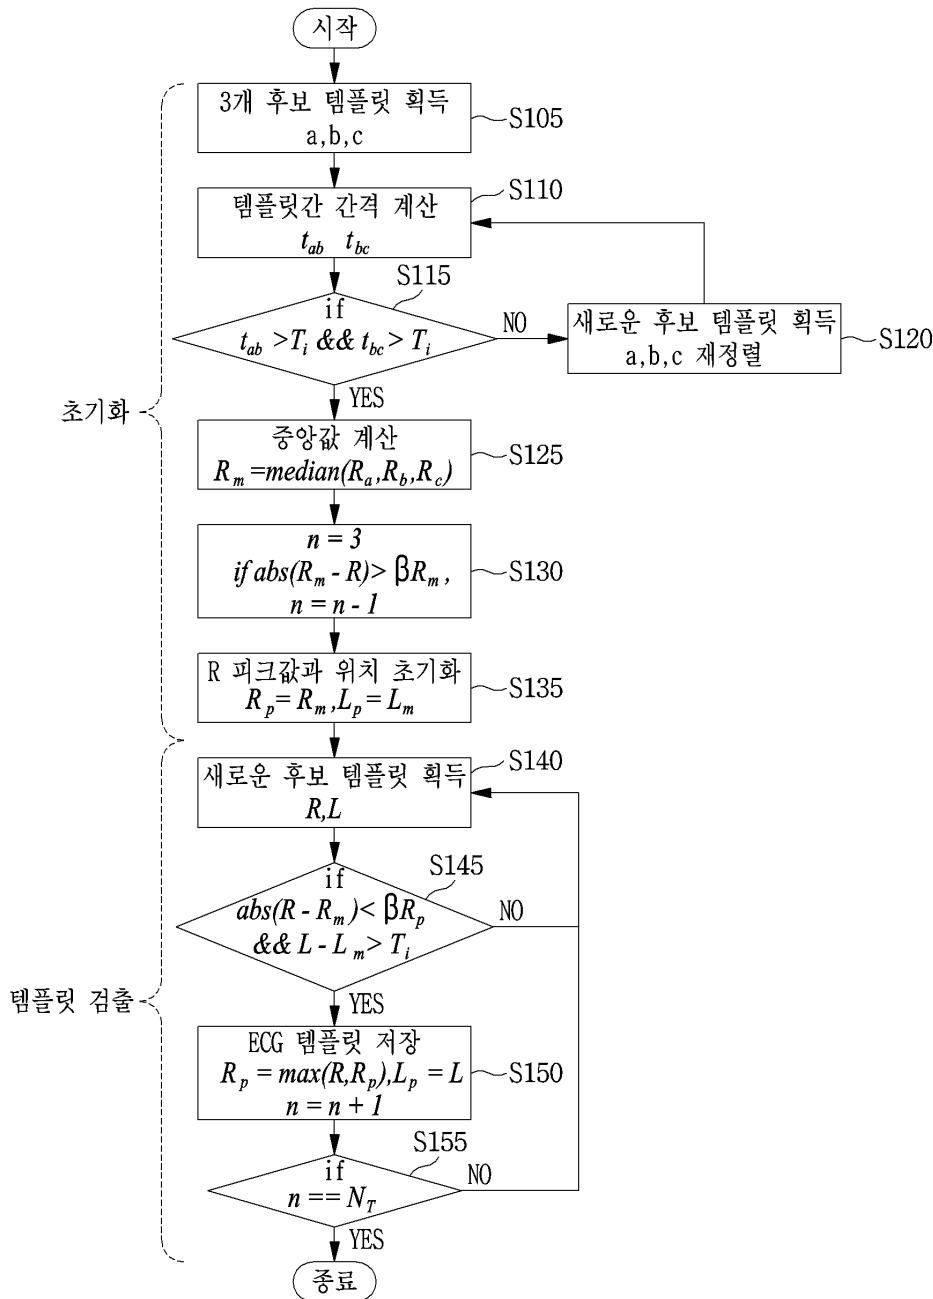 시작
3개 후보 템플릿 획득
a,b,c
S105
템플릿간 간격 계산
t_ab t_bc
S110
if
t_ab >T_i && t_bc> T_i
S115
NO
새로운 후보 템플릿 획득
a,b,c 재정렬
S120
YES
초기화
중앙값 계산
R_m =median(R_a,R_b,R_c)
S125
n = 3
if abs(R_m - R)> βR_m ,
n = n - 1
S130
R 피크값과 위치 초기화
R_p= R_m ,L_p = L_m
S135
새로운 후보 템플릿 획득
R,L
S140
if
abs(R - R_m)< βR_p
&& L - L_m> T_i
S145
NO
YES
템플릿 검출
ECG 템플릿 저장
R_p = max(R,R_p),L_p = L
n = n + 1
S150
if
n == N_T
S155
NO
YES
종료